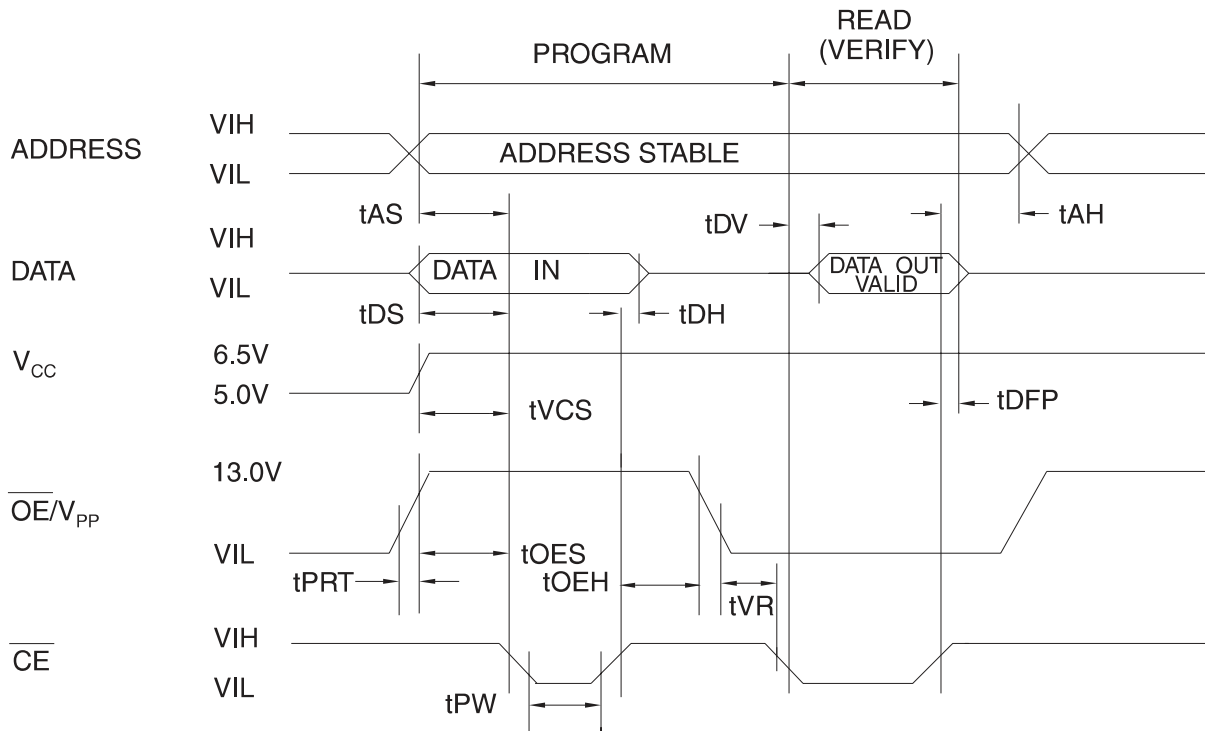 PROGRAM
READ
(VERIFY)
ADDRESS
VIH
VIL
ADDRESS STABLE
tAS
tDV
tAH
DATA
VIH
VIL
DATA IN
DATA OUT
VALID
tDS
tDH
VCC
6.5V
5.0V
tVCS
tDFP
OE/VPP
13.0V
VIL
tPRT
tOES
tOEH
tVR
CE
VIH
VIL
tPW